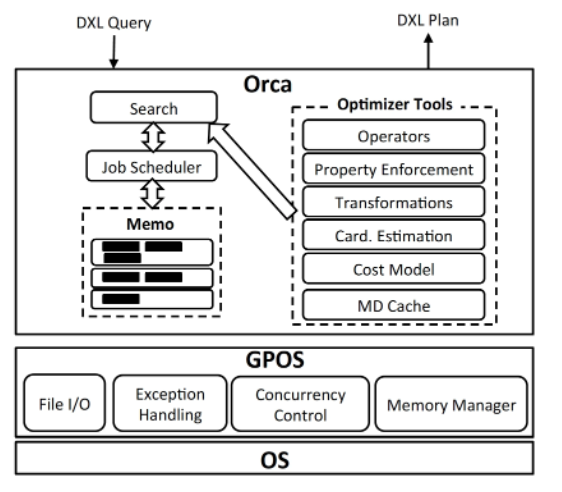 DXL Query
DXL Plan
Orca
Search
Job Scheduler
Memo
Optimizer Tools
Operators
Property Enforcement
Transformations
Card. Estimation
Cost Model
MD Cache
GPOS
File I/O
Exception
Handling
Concurrency
Control
Memory Manager
OS